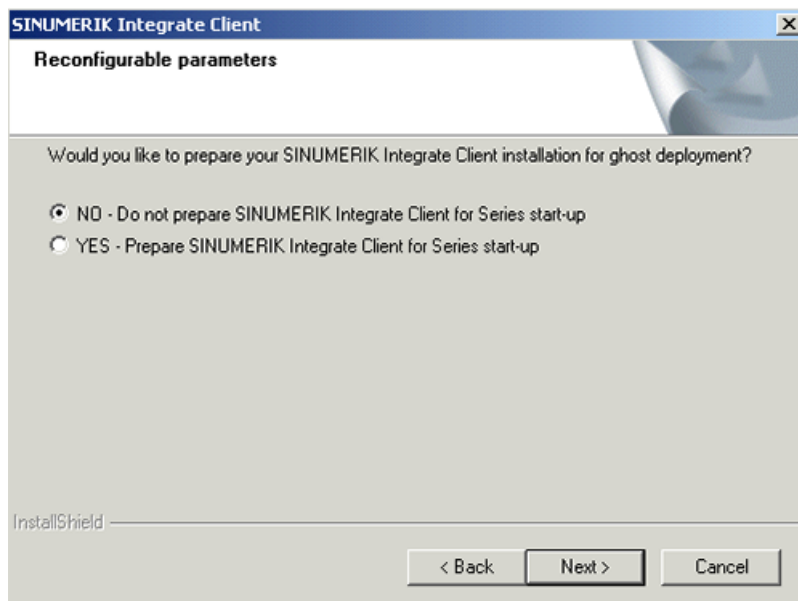 SINUMERIK Integrate Client
Reconfigurable parameters
Would you like to prepare your SINUMERIK Integrate Client installation for ghost deployment?
NO - Do not prepare SINUMERIK Integrate Client for Series start-up
YES - Prepare SINUMERIK Integrate Client for Series start-up
InstallShield
< Back Next > Cancel